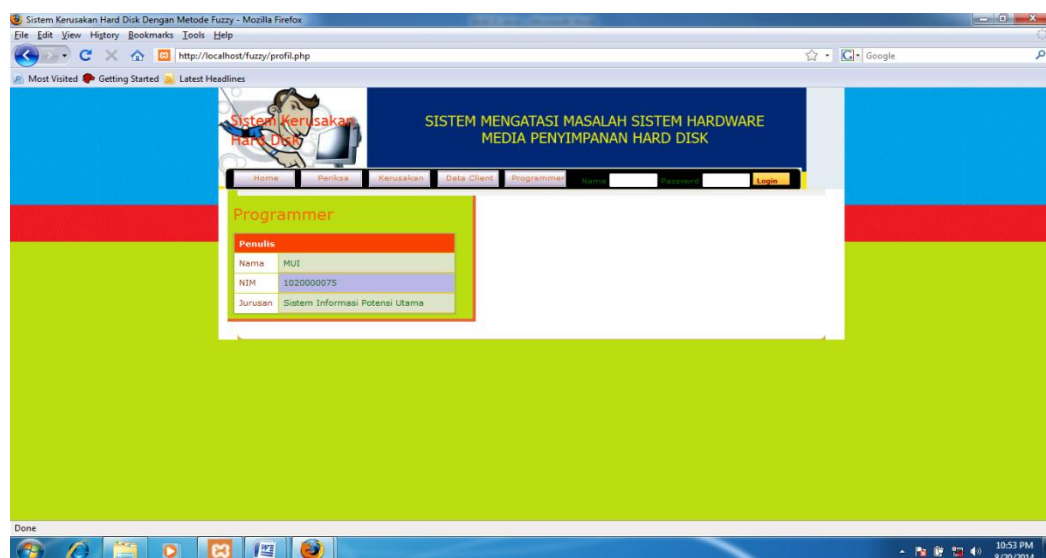 Sistem Kerusakan Hard Disk Dengan Metode Fuzzy - Mozilla Firefox
File Edit View History Bookmarks Tools Help
http://localhost/fuzzy/profil.php
Google
Most Visited Getting Started Latest Headlines
Sistem Kerusakan
Hard Disk
SISTEM MENGATASI MASALAH SISTEM HARDWARE
MEDIA PENYIMPANAN HARD DISK
Home Periksa Kerusakan Data Client Programmer Nama Password Login
Programmer
Penulis
Nama MUI
NIM 1020000075
Jurusan Sistem Informasi Potensi Utama
Done
10:53 PM
8/20/2014